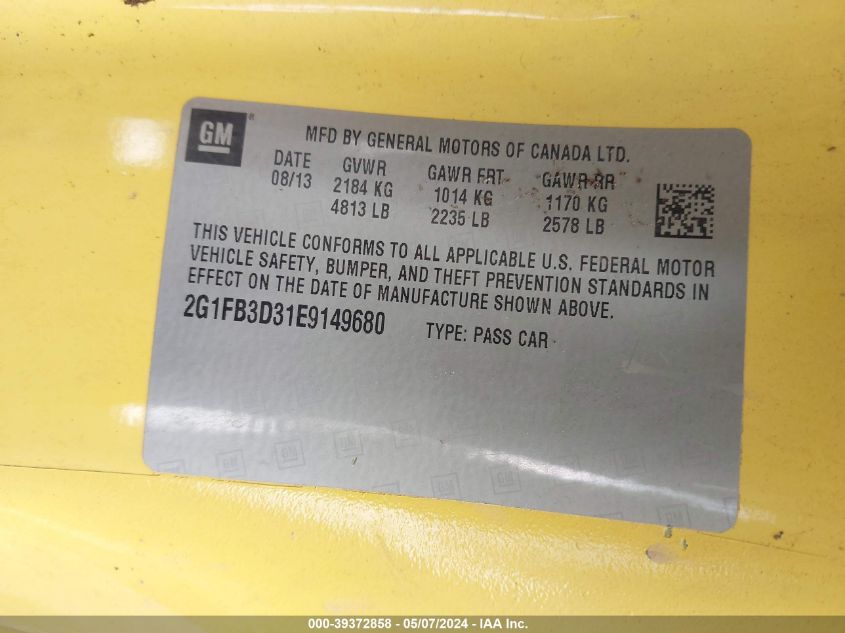 GM ®
MFD BY GENERAL MOTORS OF CANADA LTD.
DATE GVWR GAWR FRT GAWR RR
08/13 2184 KG 1014 KG 1170 KG
4813 LB 2235 LB 2578 LB
THIS VEHICLE CONFORMS TO ALL APPLICABLE U.S. FEDERAL MOTOR
VEHICLE SAFETY, BUMPER, AND THEFT PREVENTION STANDARDS IN
EFFECT ON THE DATE OF MANUFACTURE SHOWN ABOVE.
2G1FB3D31E9149680 TYPE: PASS CAR
000-39372858 - 05/07/2024 - IAA Inc.